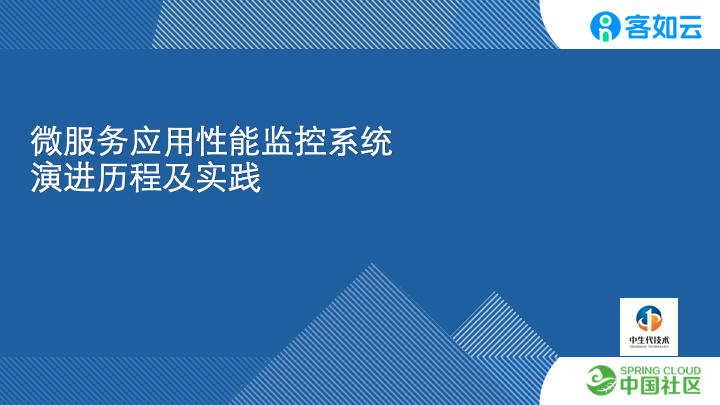 客如云
微服务应用性能监控系统
演进历程及实践
中生代技术
SPRING CLOUD
中国社区